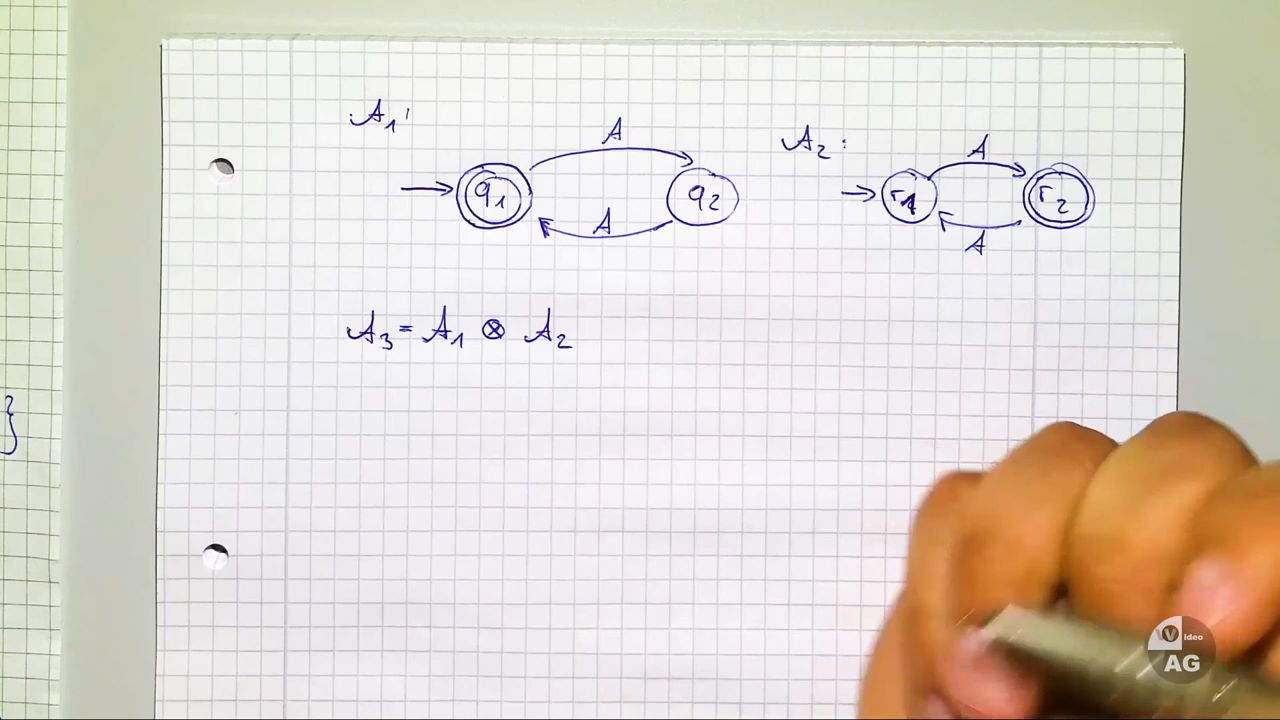 A₁: A A₂: A
q₁ q₂ r₁ r₂
A A
A₃ = A₁ ⊗ A₂
}
Video
AG